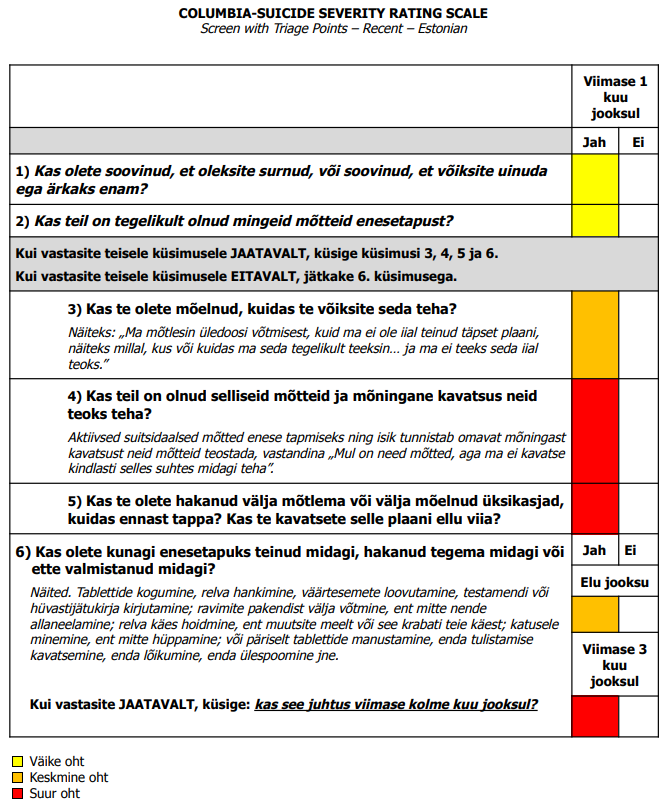 COLUMBIA-SUICIDE SEVERITY RATING SCALE
Screen with Triage Points – Recent – Estonian
Viimase 1
kuu
jooksul
Jah Ei
1) Kas olete soovinud, et oleksite surnud, või soovinud, et võiksite uinuda
ega ärkaks enam?
2) Kas teil on tegelikult olnud mingeid mõtteid enesetapust?
Kui vastasite teisele küsimusele JAATAVALT, küsige küsimusi 3, 4, 5 ja 6.
Kui vastasite teisele küsimusele EITAVALT, jätkake 6. küsimusega.
3) Kas te olete mõelnud, kuidas te võiksite seda teha?
Näiteks: „Ma mõtlesin üledoosi võtmisest, kuid ma ei ole iial teinud täpset plaani,
näiteks millal, kus või kuidas ma seda tegelikult teeksin… ja ma ei teeks seda iial
teoks.”
4) Kas teil on olnud selliseid mõtteid ja mõningane kavatsus neid
teoks teha?
Aktiivsed suitsidaalsed mõtted enese tapmiseks ning isik tunnistab omavat mõningast
kavatsust neid mõtteid teostada, vastandina „Mul on need mõtted, aga ma ei kavatse
kindlasti selles suhtes midagi teha”.
5) Kas te olete hakanud välja mõtlema või välja mõelnud üksikasjad,
kuidas ennast tappa? Kas te kavatsete selle plaani ellu viia?
6) Kas olete kunagi enesetapuks teinud midagi, hakanud tegema midagi või
ette valmistanud midagi?
Näited. Tablettide kogumine, relva hankimine, väärtesemete loovutamine, testamendi või
hüvastijätukirja kirjutamine; ravimite pakendist välja võtmine, ent mitte nende
allaneelamine; relva käes hoidmine, ent muutsite meelt või see krabati teie käest; katusele
minemine, ent mitte hüppamine; või päriselt tablettide manustamine, enda tulistamise
kavatsemine, enda lõikumine, enda ülespoomine jne.
Kui vastasite JAATAVALT, küsige: kas see juhtus viimase kolme kuu jooksul?
Jah Ei
Elu jooksu
Viimase 3
kuu
jooksul
Väike oht
Keskmine oht
Suur oht